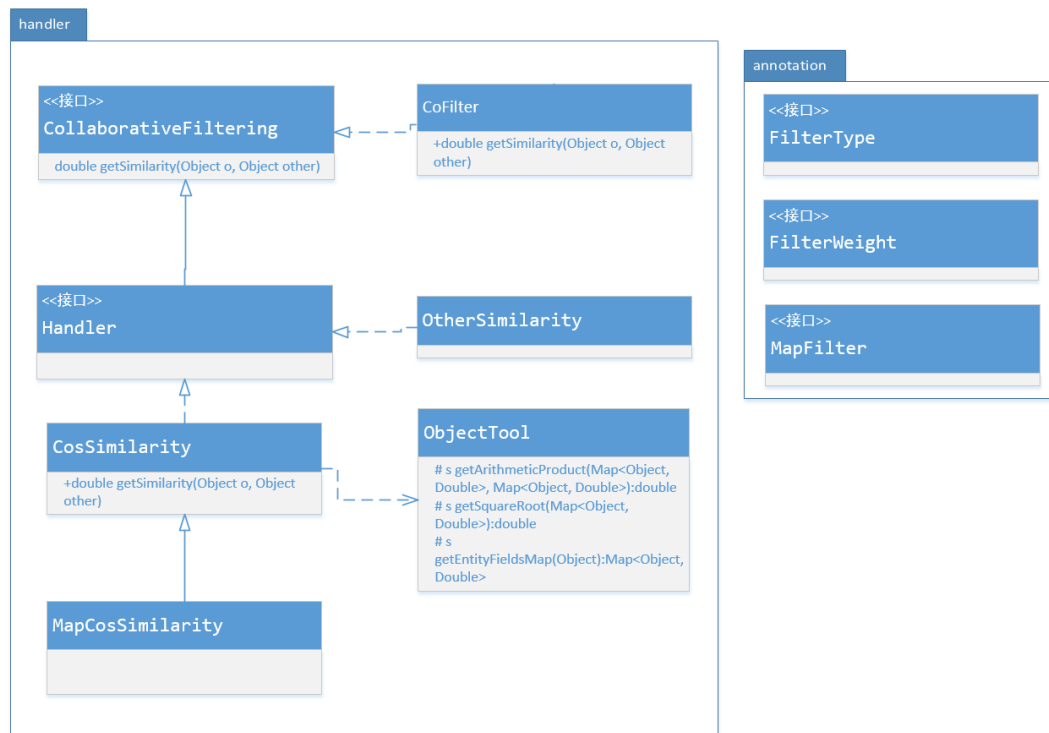 handler
<<接口>>
CollaborativeFiltering
double getSimilarity(Object o, Object other)
CoFilter
+double getSimilarity(Object o, Object
other)
<<接口>>
Handler
OtherSimilarity
CosSimilarity
+double getSimilarity(Object o, Object
other)
ObjectTool
# s getArithmeticProduct(Map<Object,
Double>, Map<Object, Double>):double
# s getSquareRoot(Map<Object,
Double>):double
# s
getEntityFieldsMap(Object):Map<Object,
Double>
MapCosSimilarity
annotation
<<接口>>
FilterType
<<接口>>
FilterWeight
<<接口>>
MapFilter